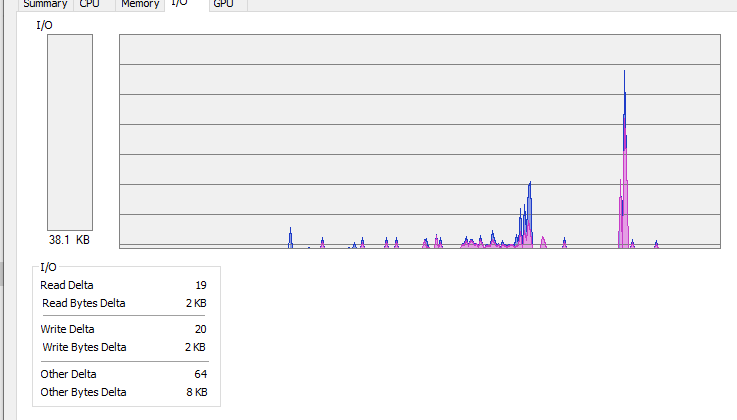 Summary CPU Memory I/O GPU
I/O
38.1 KB
I/O
Read Delta 19
Read Bytes Delta 2 KB
Write Delta 20
Write Bytes Delta 2 KB
Other Delta 64
Other Bytes Delta 8 KB